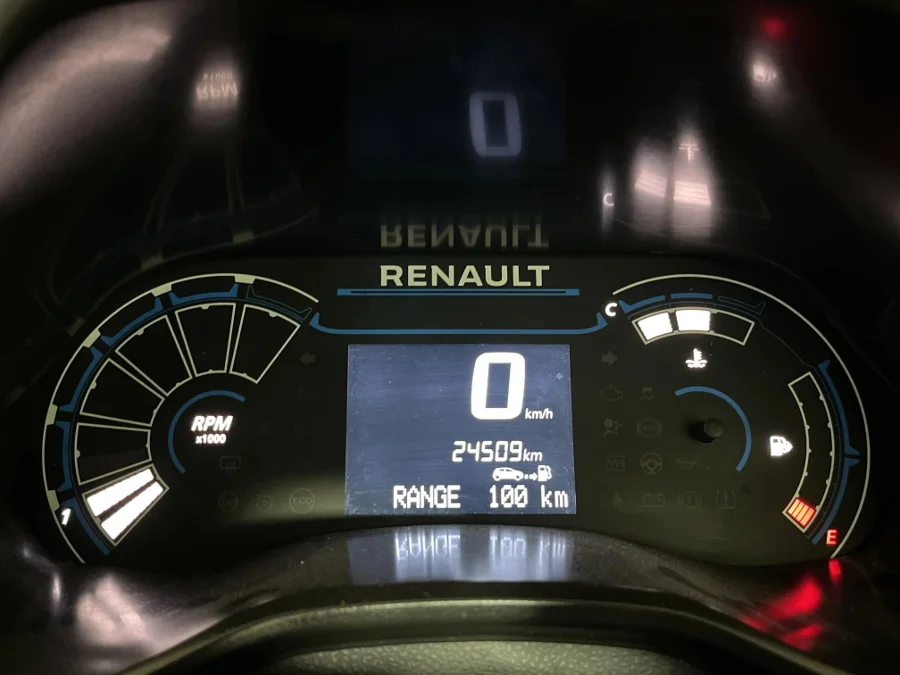 RENAULT
C
0 km/h
RPM
x1000
24509km
RANGE 100 km
1
E